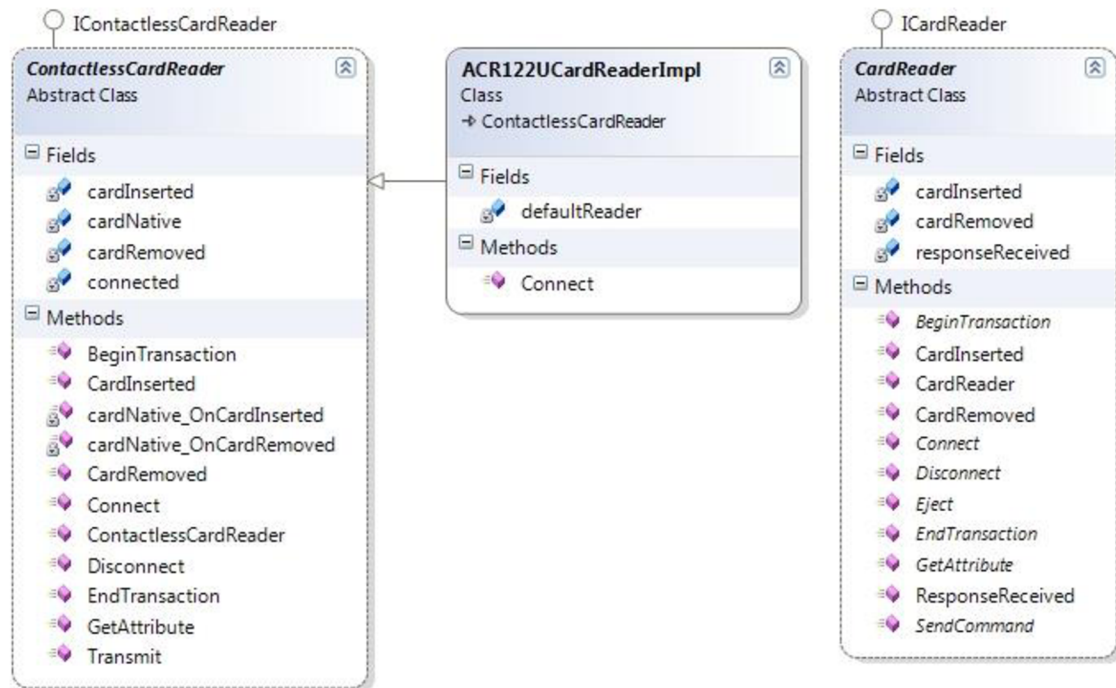 IContactlessCardReader
ContactlessCardReader
Abstract Class
Fields
cardInserted
cardNative
cardRemoved
connected
Methods
BeginTransaction
CardInserted
cardNative_OnCardInserted
cardNative_OnCardRemoved
CardRemoved
Connect
ContactlessCardReader
Disconnect
EndTransaction
GetAttribute
Transmit
ACR122UCardReaderImpl
Class
ContactlessCardReader
Fields
defaultReader
Methods
Connect
ICardReader
CardReader
Abstract Class
Fields
cardInserted
cardRemoved
responseReceived
Methods
BeginTransaction
CardInserted
CardReader
CardRemoved
Connect
Disconnect
Eject
EndTransaction
GetAttribute
ResponseReceived
SendCommand